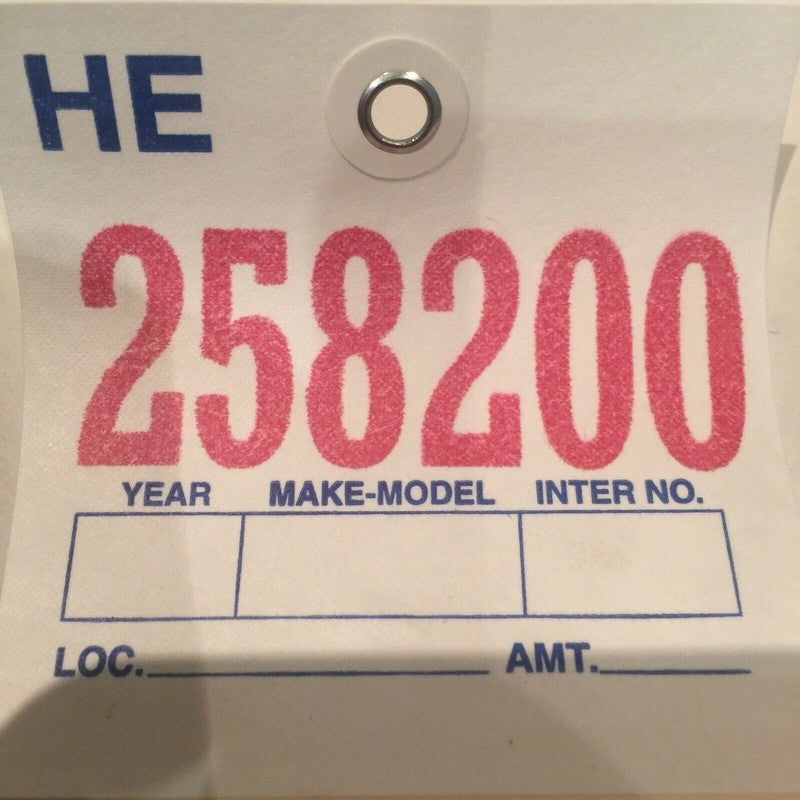 HE
258200
YEAR MAKE-MODEL INTER NO.
LOC. AMT.